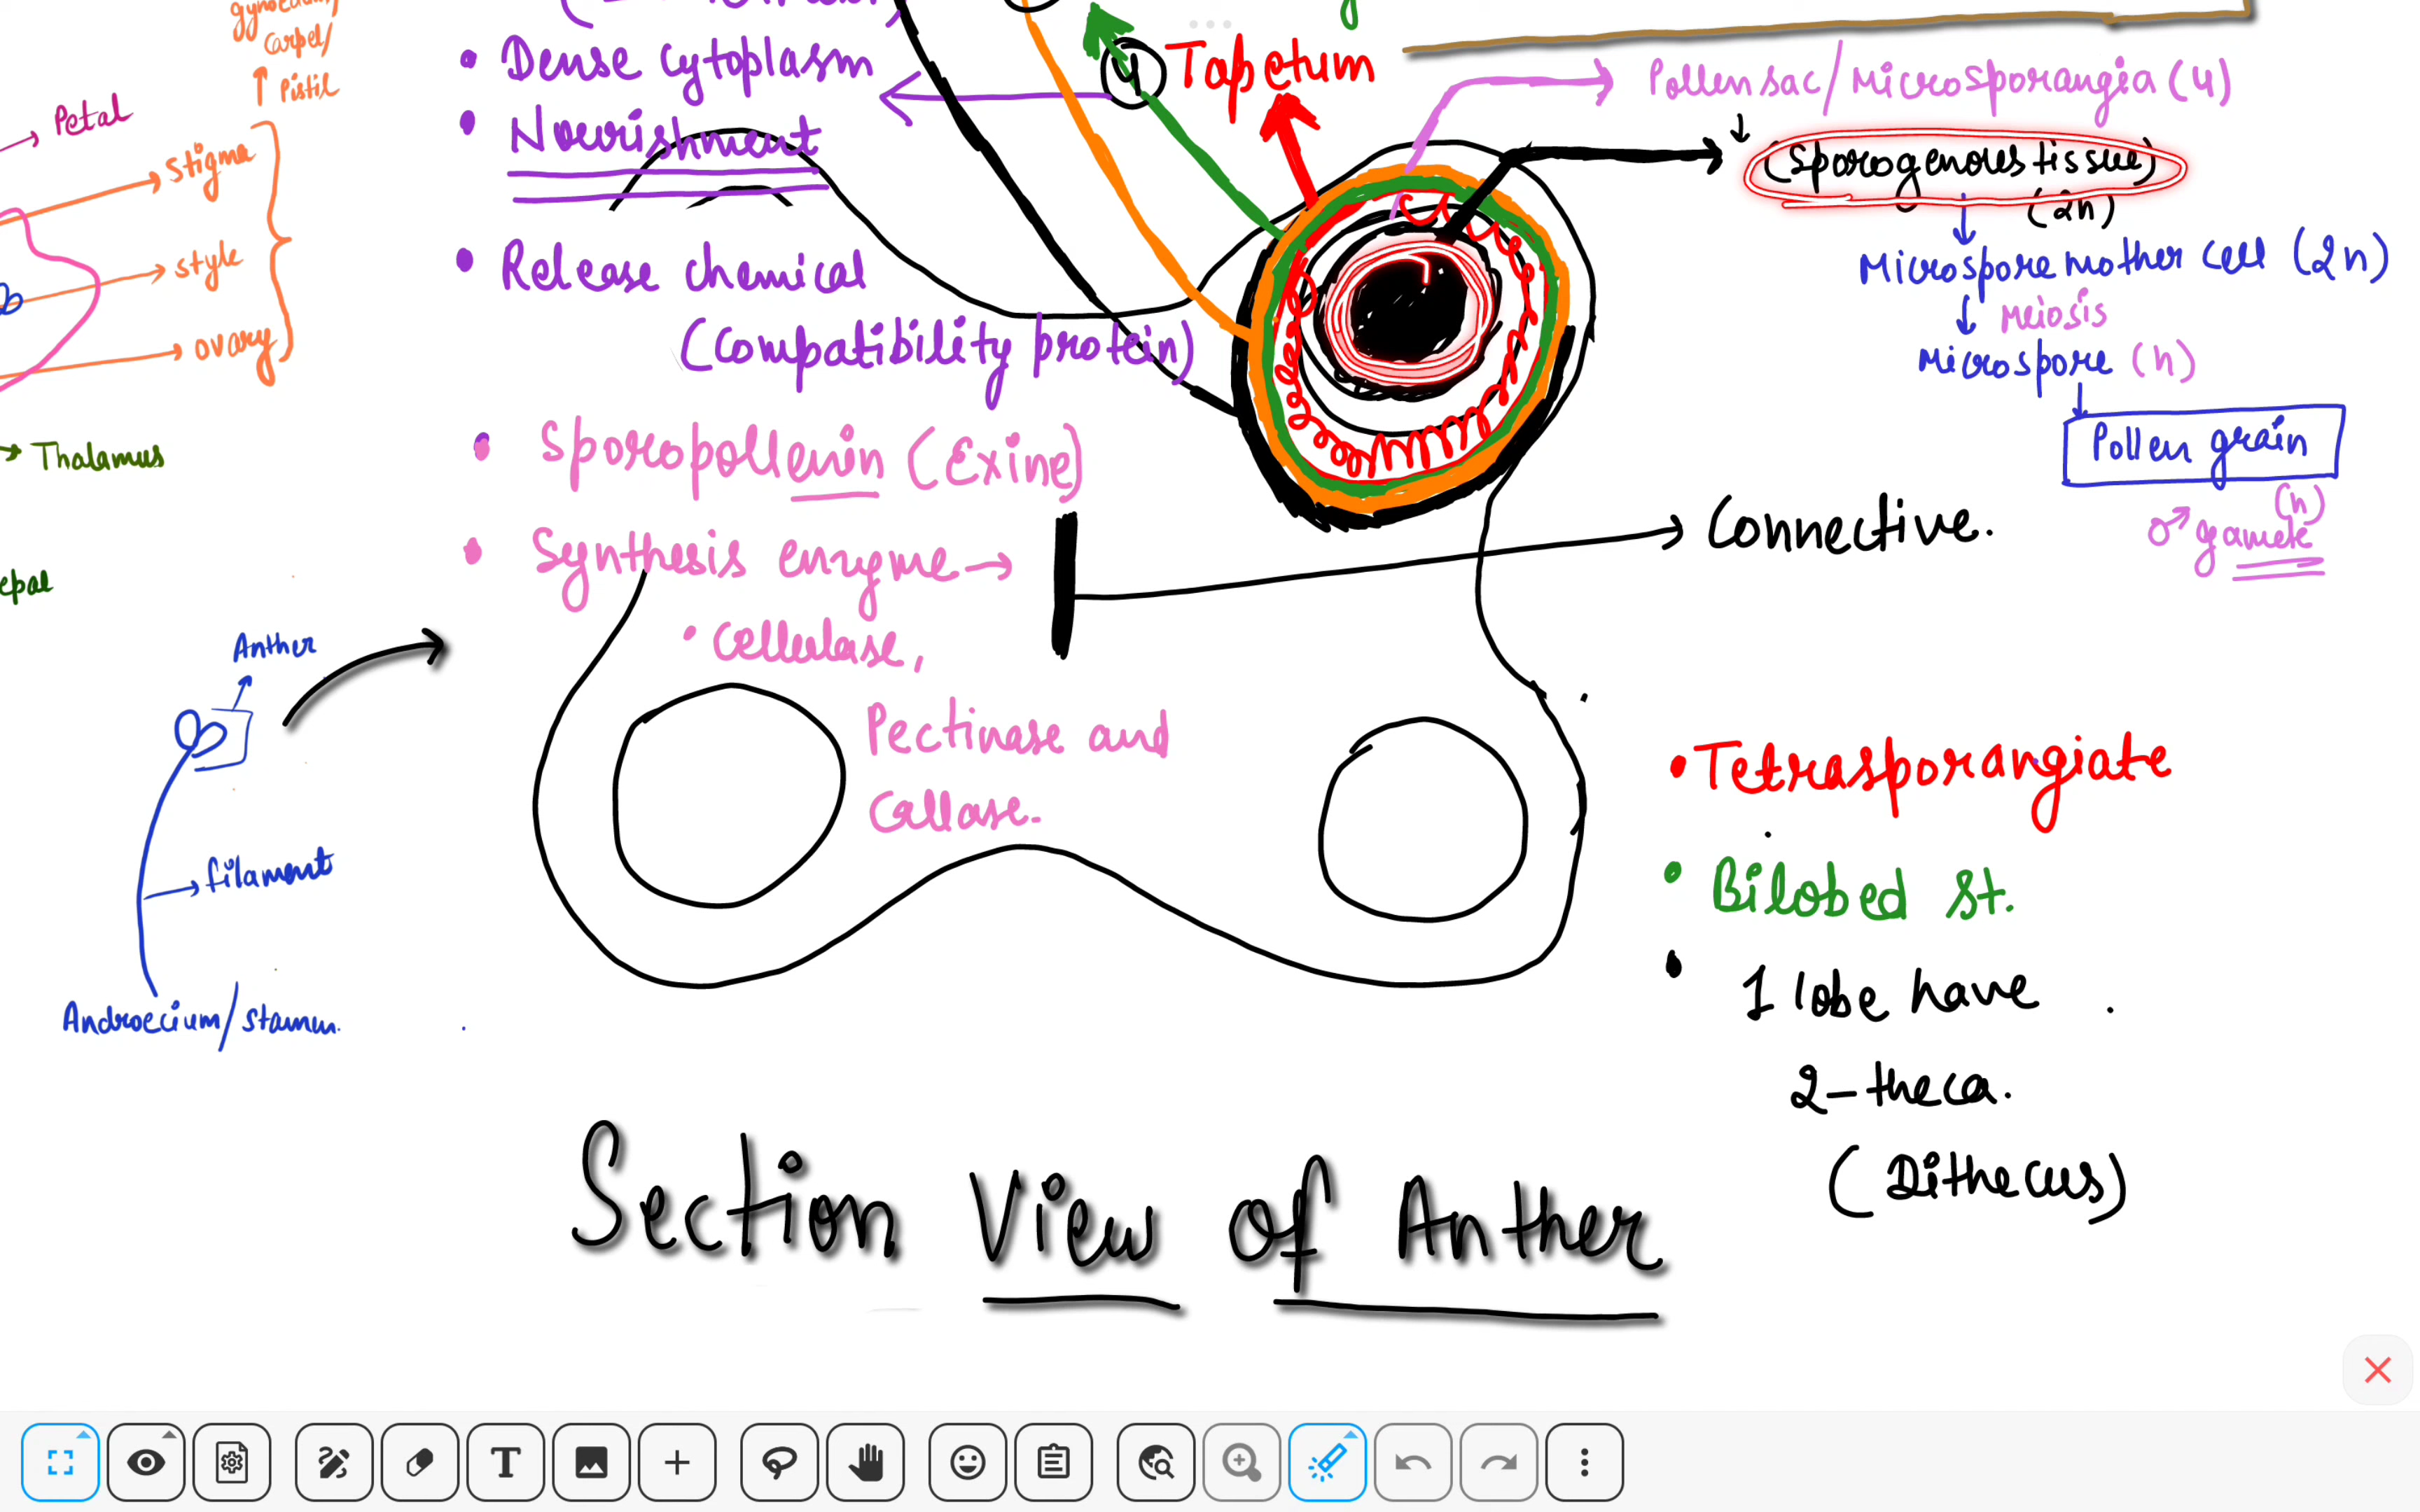 Carpel/
Pistil
Petal
stigma
style
ovary
Thalamus
epal
Anther
filament
Androecium/stamen.
• Dense cytoplasm
• Nourishment
• Release chemical
(Compatibility protein)
• Sporopollenin (Exine)
• Synthesis enzyme →
• Cellulase,
Pectinase and
Callase.
4
Tapetum
Pollen sac/Microsporangia (4)
(Sporogenous tissue)
(2n)
Microspore mother cell (2n)
Meiosis
Microspore (n)
Pollen grain
(n)
♂ gamete
Connective.
• Tetrasporangiate
• Bilobed st.
• 1 lobe have
2-theca.
(Dithecus)
Section View of Anther
T